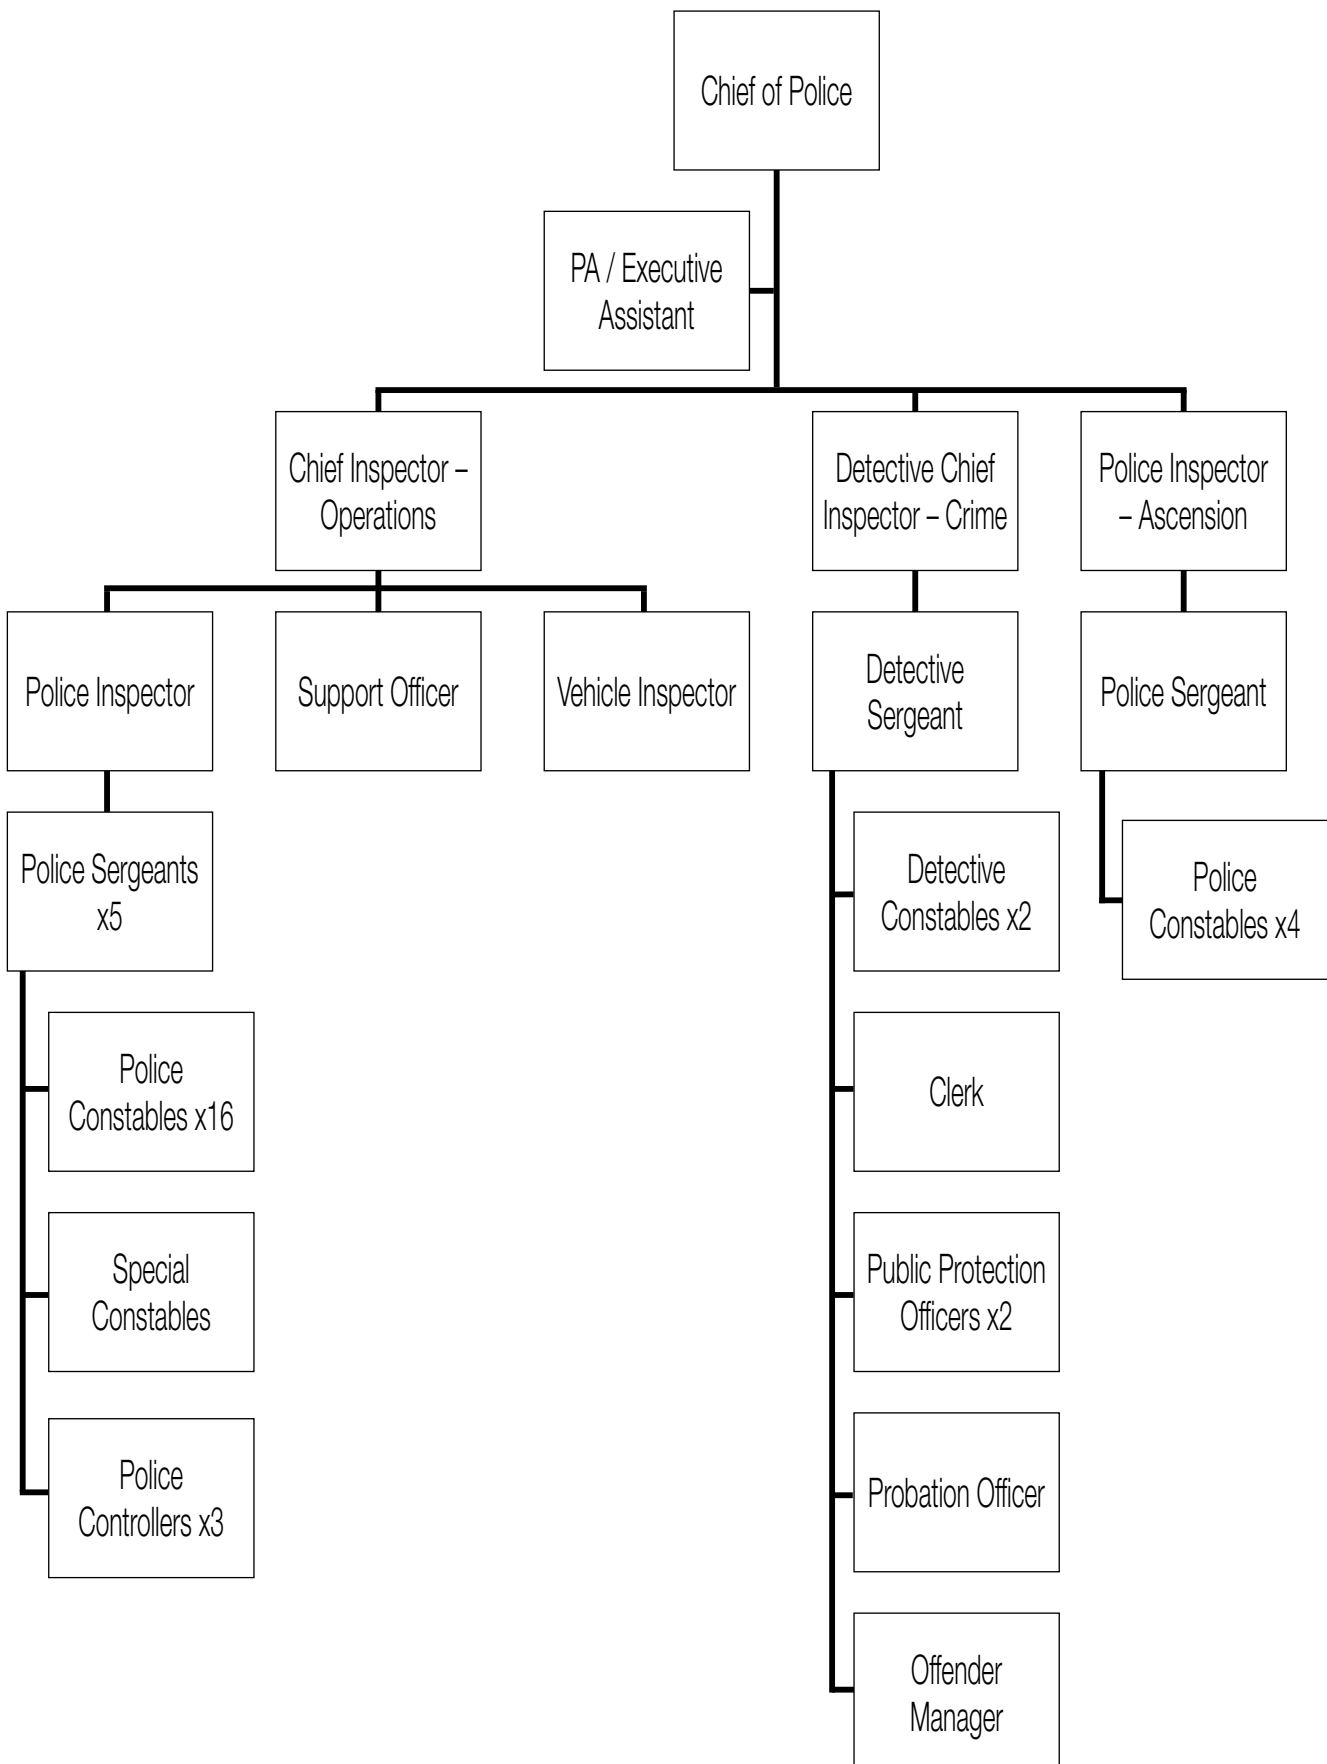 Chief of Police
PA / Executive
Assistant
Chief Inspector –
Operations
Detective Chief
Inspector – Crime
Police Inspector
– Ascension
Police Inspector
Support Officer
Vehicle Inspector
Detective
Sergeant
Police Sergeant
Police Sergeants
x5
Detective
Constables x2
Police
Constables x4
Police
Constables x16
Clerk
Special
Constables
Public Protection
Officers x2
Police
Controllers x3
Probation Officer
Offender
Manager